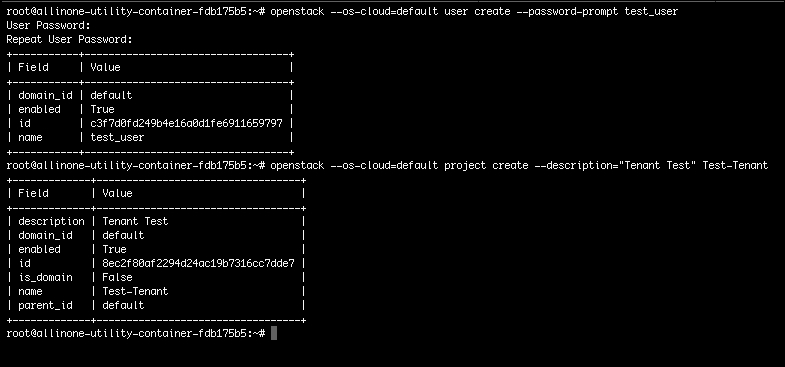 root@allinone-utility-container-fdb175b5:~# openstack --os-cloud=default user create --password-prompt test_user
User Password:
Repeat User Password:
+-----------+----------------------------------+
| Field     | Value                            |
+-----------+----------------------------------+
| domain_id | default                          |
| enabled   | True                             |
| id        | c3f7d0fd249b4e16a0d1fe6911659797 |
| name      | test_user                        |
+-----------+----------------------------------+
root@allinone-utility-container-fdb175b5:~# openstack --os-cloud=default project create --description="Tenant Test" Test-Tenant
+-------------+----------------------------------+
| Field       | Value                            |
+-------------+----------------------------------+
| description | Tenant Test                      |
| domain_id   | default                          |
| enabled     | True                             |
| id          | 8ec2f80af2294d24ac19b7316cc7dde7 |
| is_domain   | False                            |
| name        | Test-Tenant                      |
| parent_id   | default                          |
+-------------+----------------------------------+
root@allinone-utility-container-fdb175b5:~#